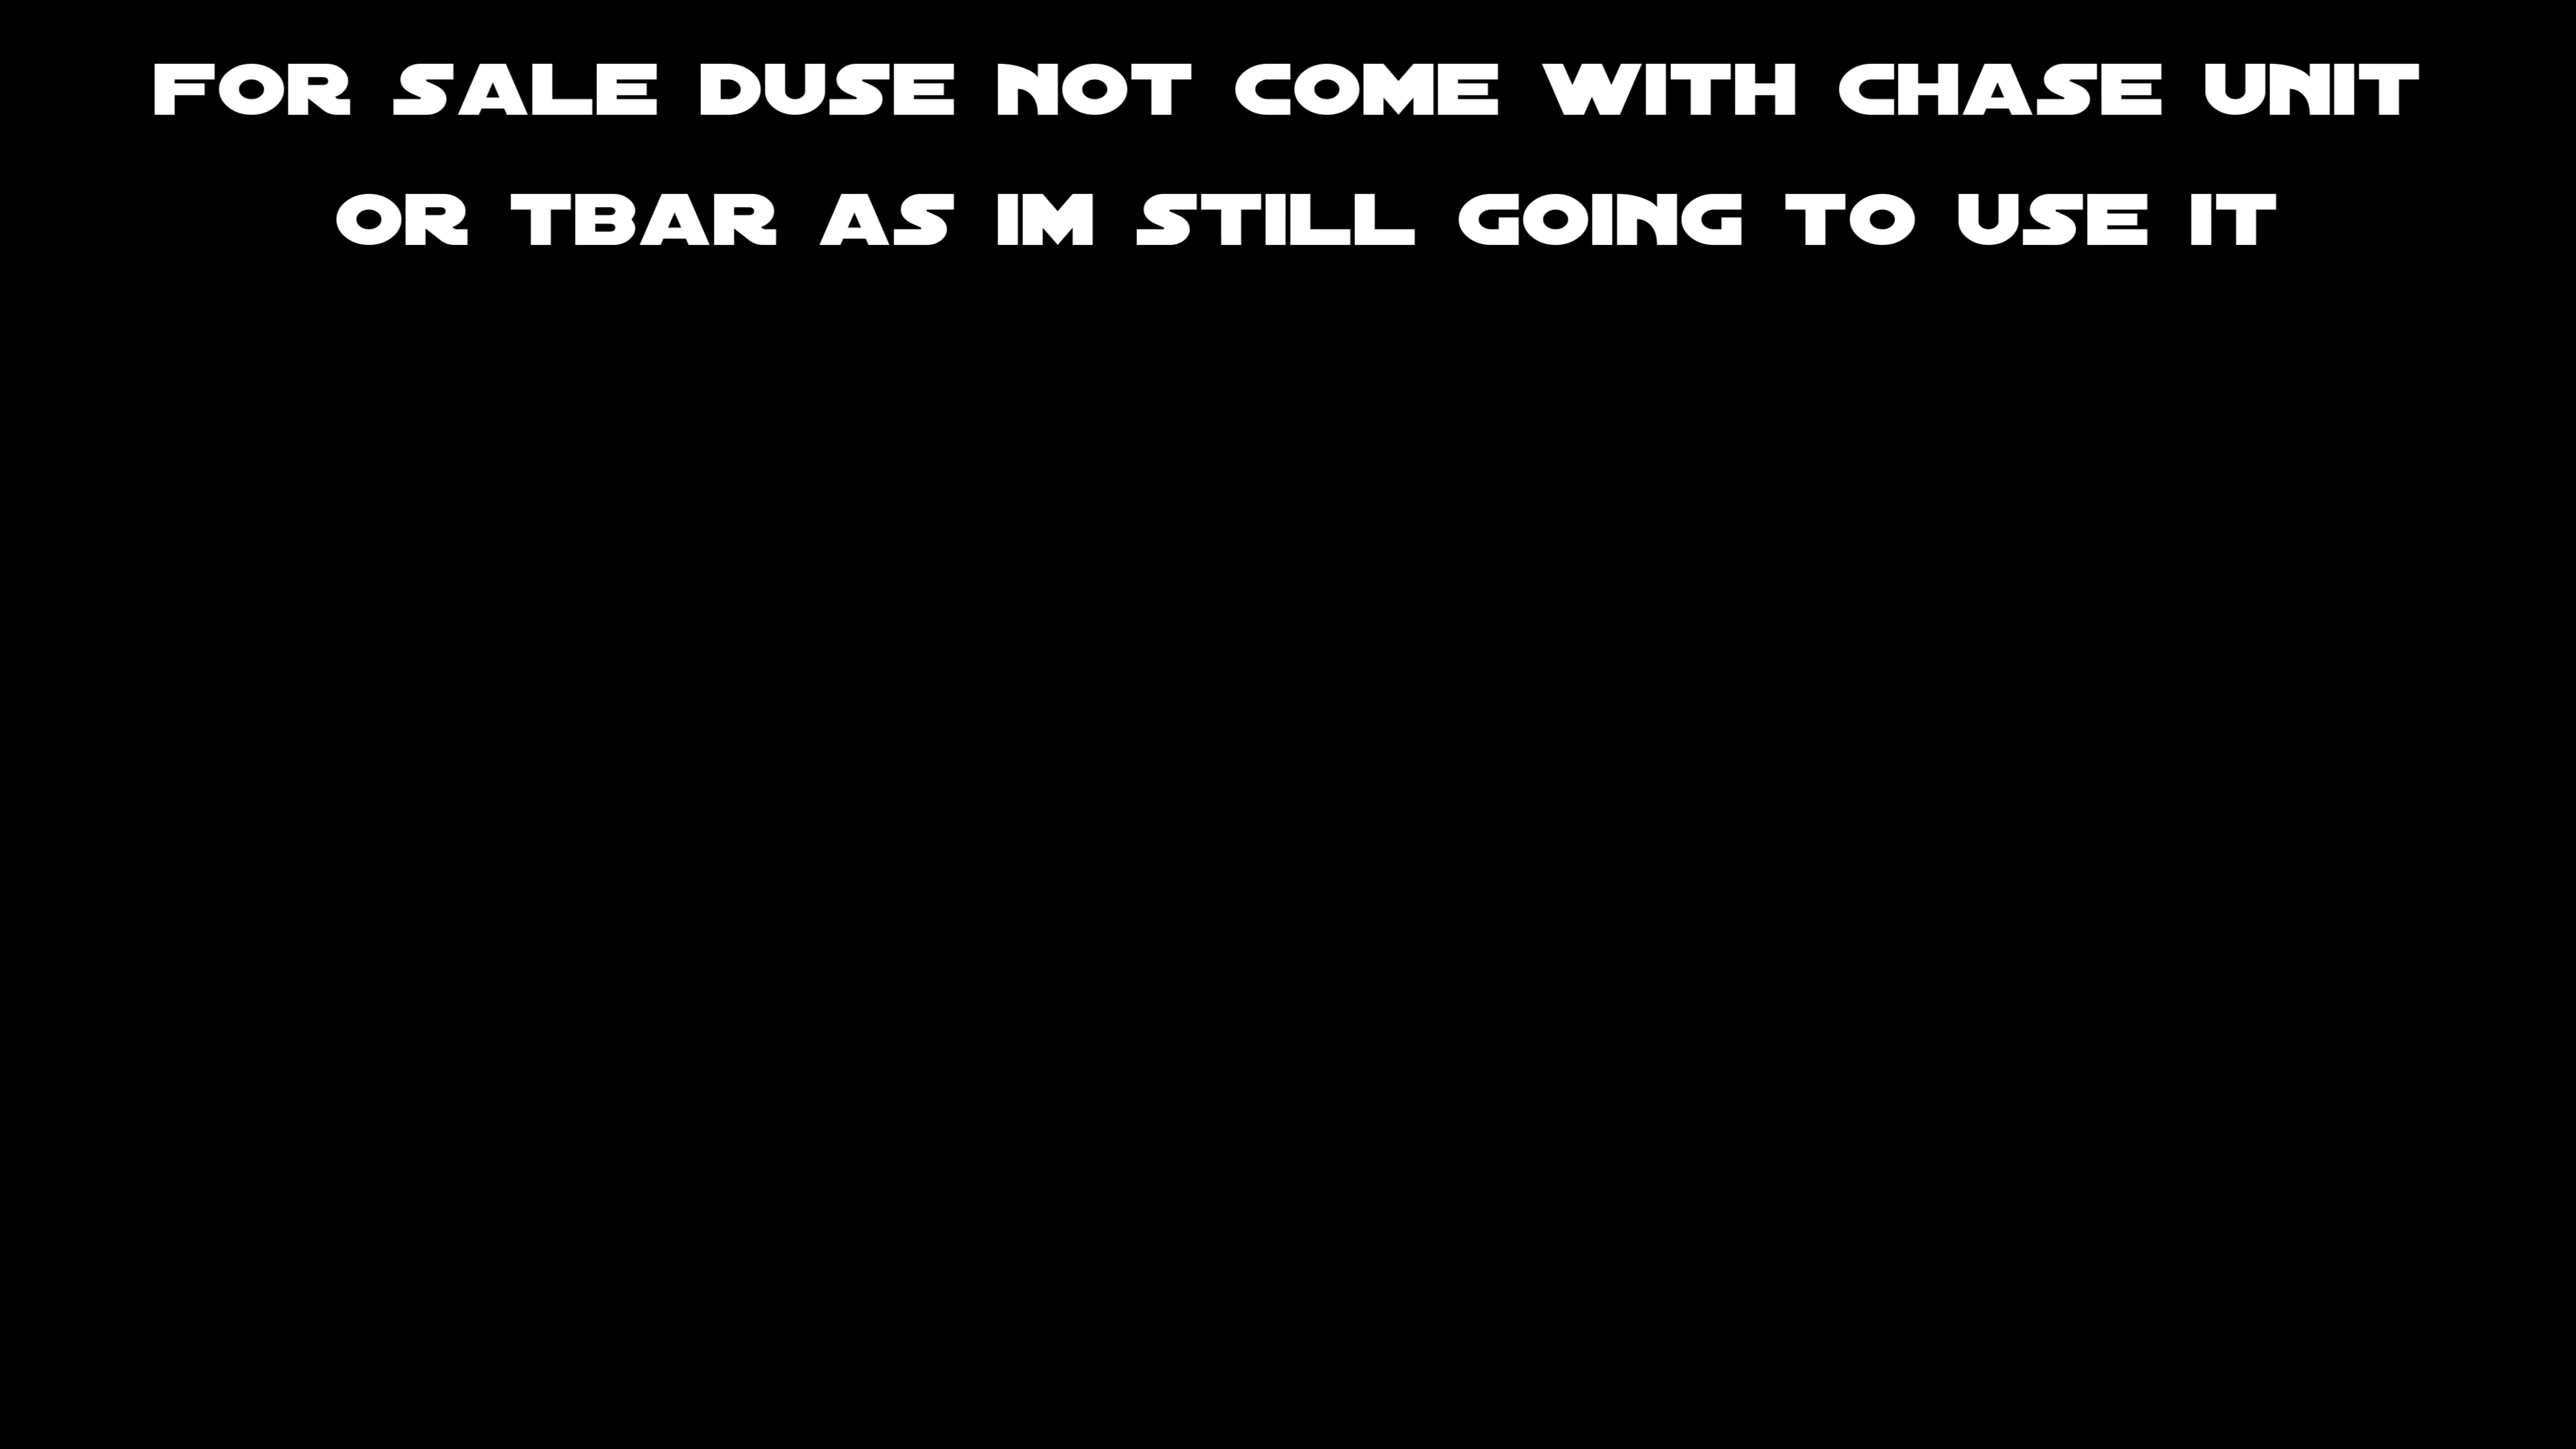 FOR SALE DUSE NOT COME WITH CHASE UNIT
OR TBAR AS IM STILL GOING TO USE IT